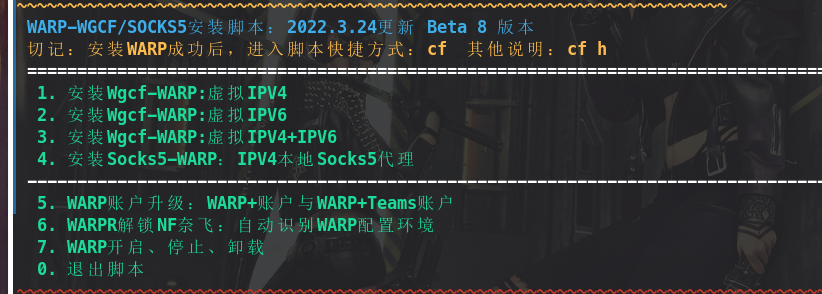 WARP-WGCF/SOCKS5安装脚本：2022.3.24更新 Beta 8 版本
切记：安装WARP成功后，进入脚本快捷方式：cf 其他说明：cf h
1. 安装Wgcf-WARP:虚拟IPV4
2. 安装Wgcf-WARP:虚拟IPV6
3. 安装Wgcf-WARP:虚拟IPV4+IPV6
4. 安装Socks5-WARP：IPV4本地Socks5代理
5. WARP账户升级：WARP+账户与WARP+Teams账户
6. WARPR解锁NF奈飞：自动识别WARP配置环境
7. WARP开启、停止、卸载
0. 退出脚本